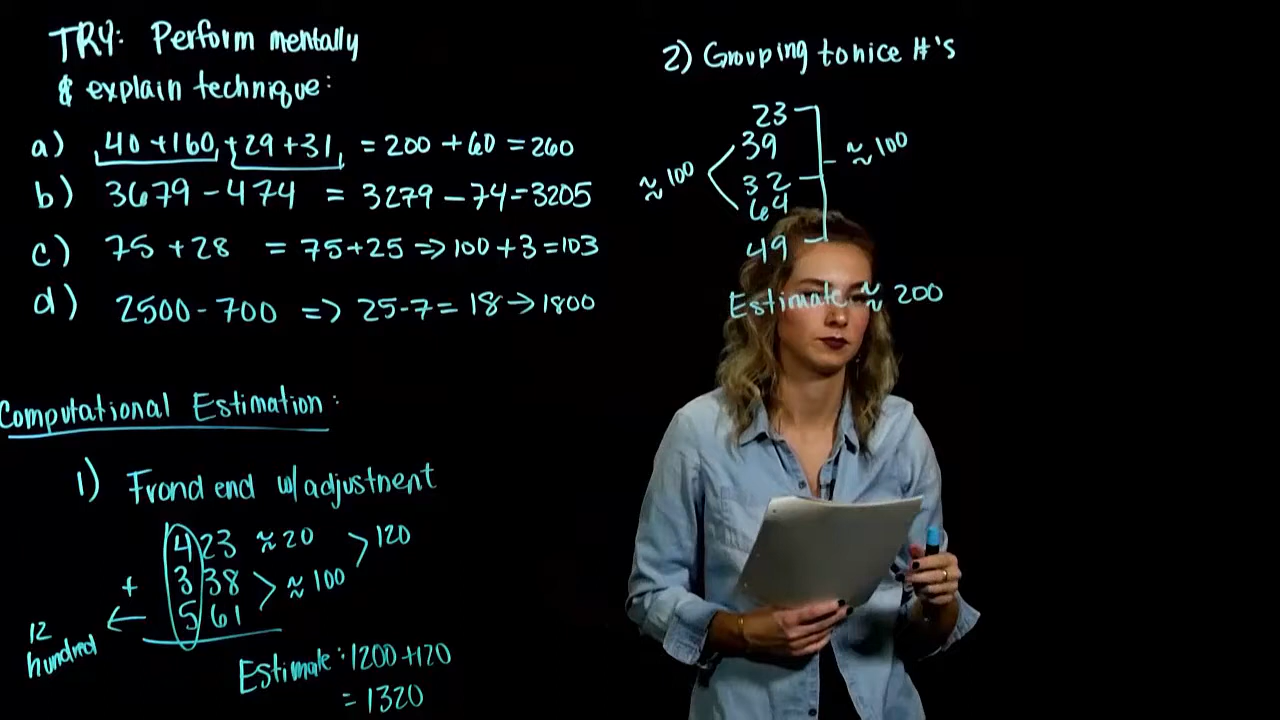 TRY: Perform mentally
& explain technique:
a) 40 + 160 + 29 + 31 = 200 + 60 = 260
b) 3679 - 474 = 3279 - 74 = 3205
c) 75 + 28 = 75 + 25 => 100 + 3 = 103
d) 2500 - 700 => 25 - 7 = 18 → 1800
Computational Estimation:
1) Frond end w/ adjustment
423 ≈ 20 > 120
+ 338 > ≈ 100
561
← 12 hundred
Estimate: 1200 + 120
= 1320
2) Grouping to nice #'s
23
39 ≈ 100
≈ 100 < 32
64
49
Estimate ≈ 200